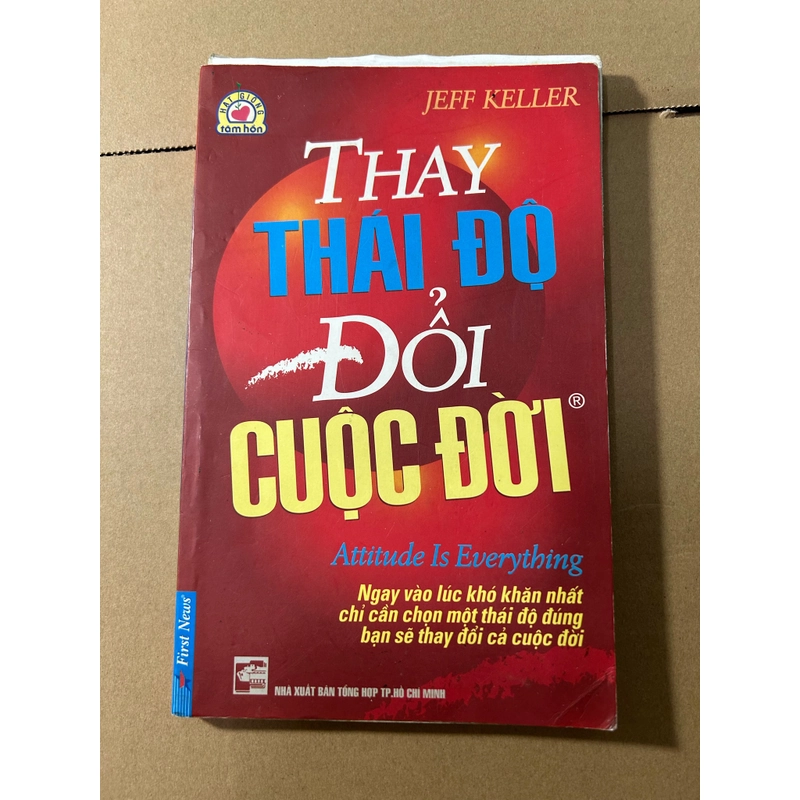 HẠT GIỐNG
tâm hồn
JEFF KELLER
THAY
THÁI ĐỘ
ĐỔI
CUỘC ĐỜI®
Attitude Is Everything
Ngay vào lúc khó khăn nhất
chỉ cần chọn một thái độ đúng
bạn sẽ thay đổi cả cuộc đời
First News
NHÀ XUẤT BẢN TỔNG HỢP TP.HỒ CHÍ MINH